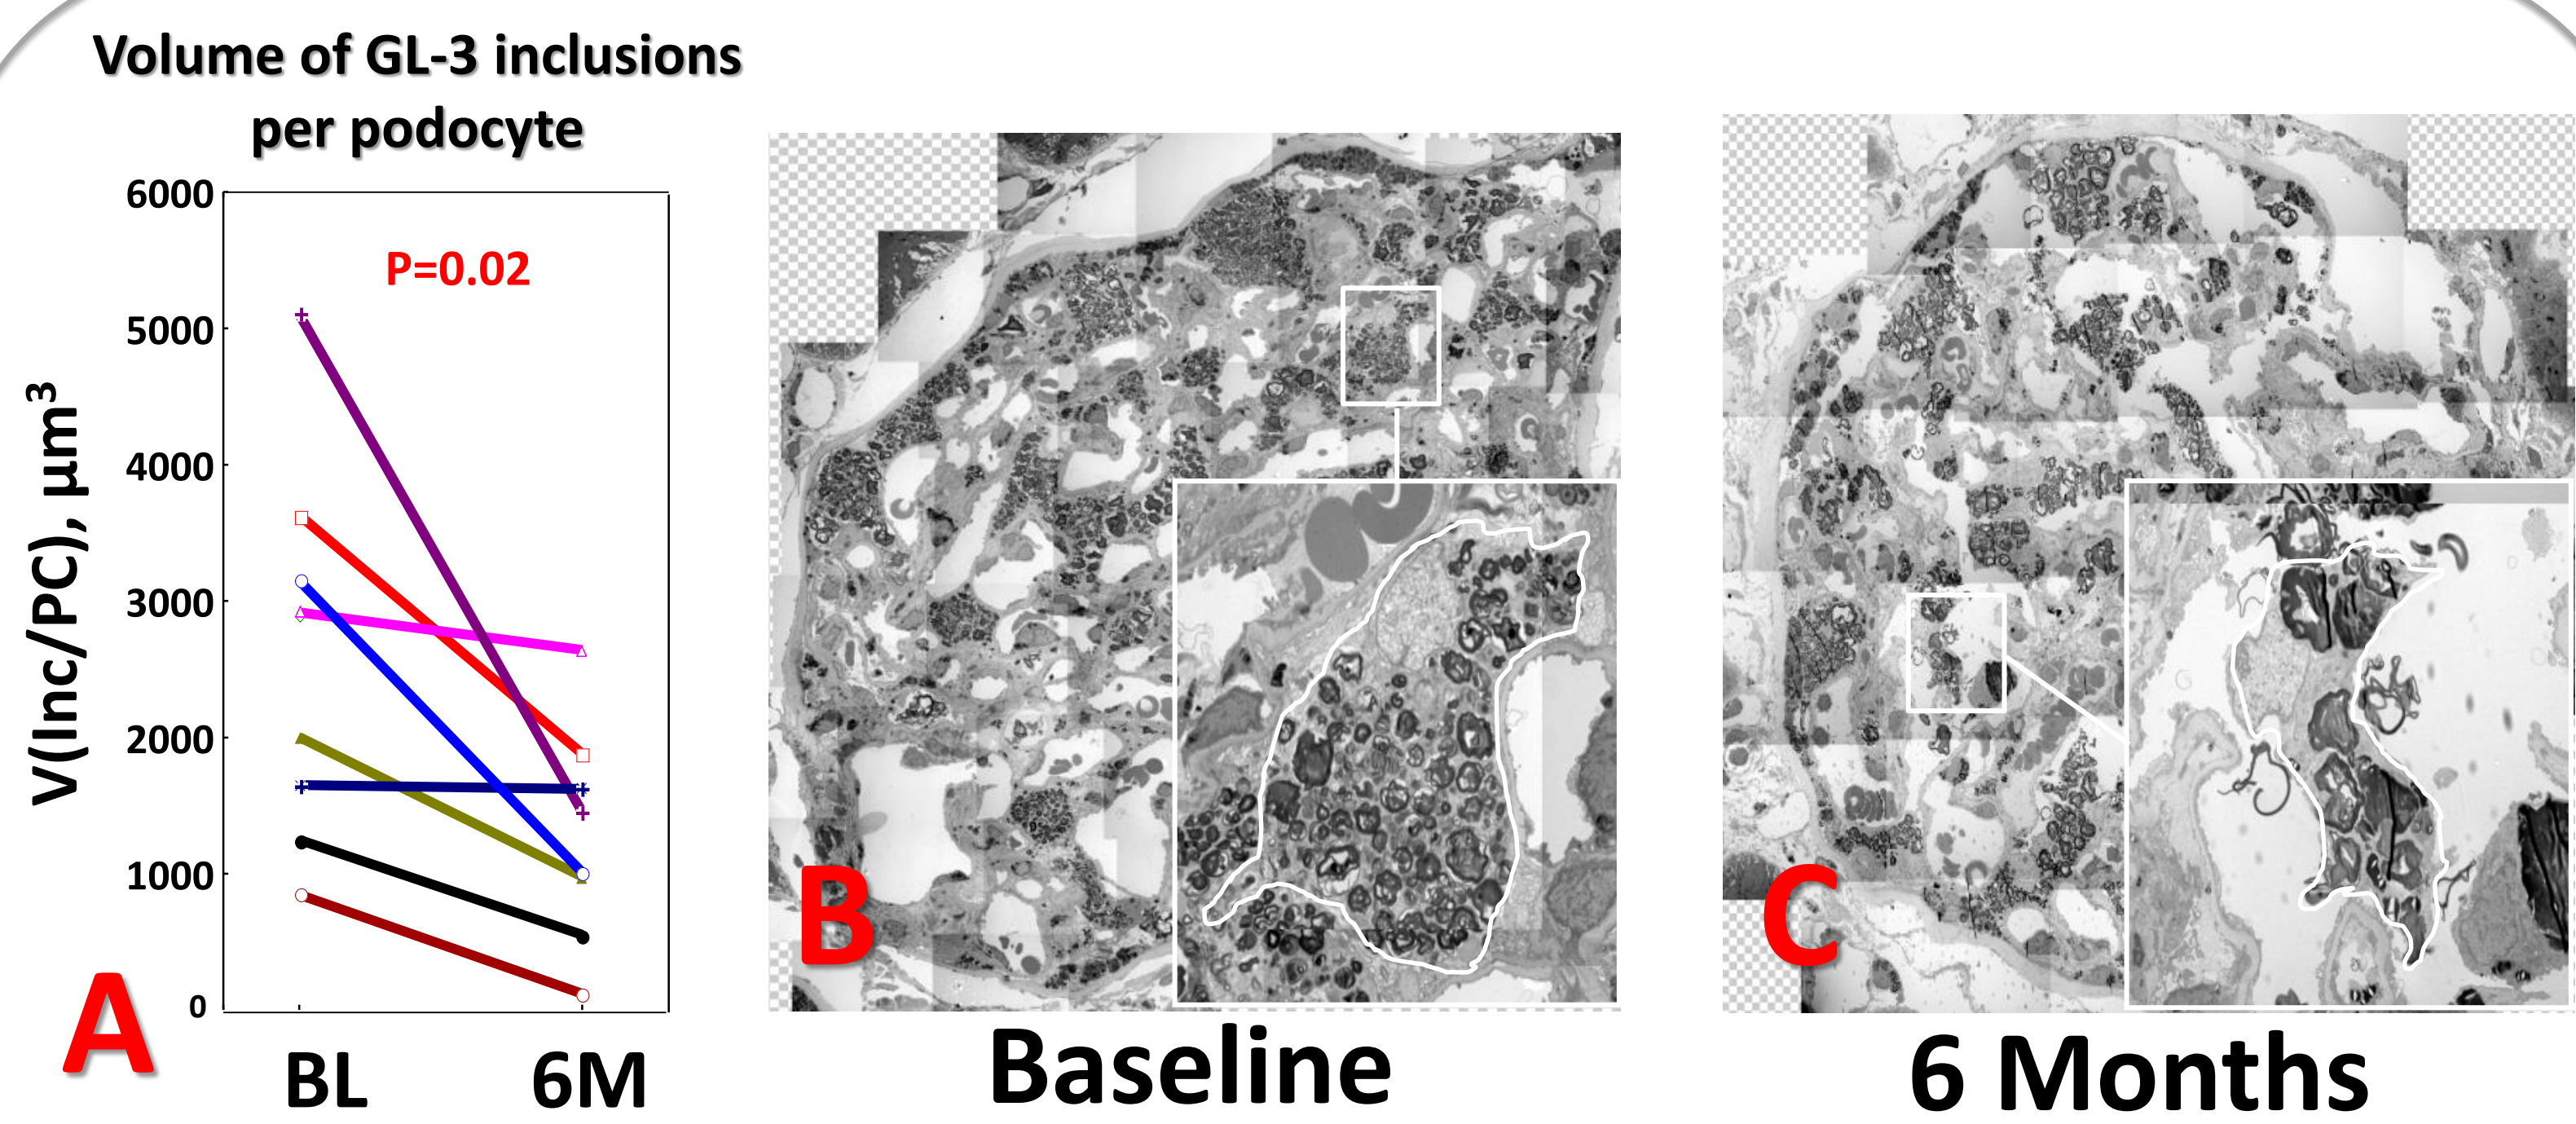 Volume of GL-3 inclusions
per podocyte
V(Inc/PC), μm³
6000
5000
4000
3000
2000
1000
0
P=0.02
BL
6M
A
B
Baseline
C
6 Months